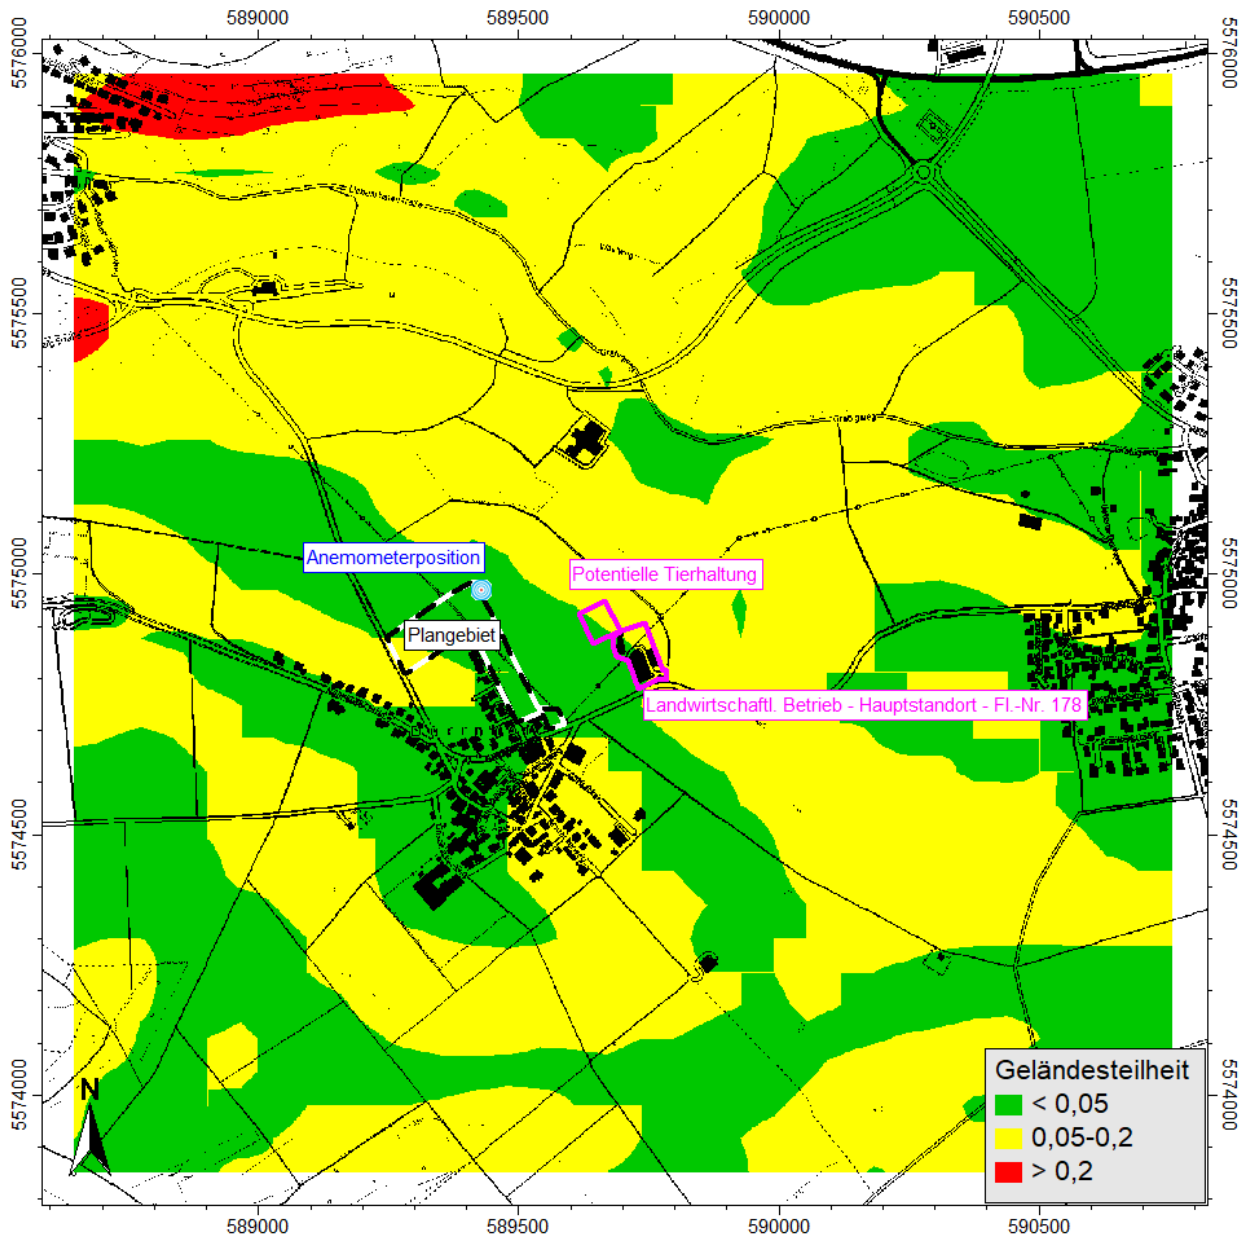 589000 589500 590000 590500
5576000 5576000
5575500 5575500
Anemometerposition
Potentielle Tierhaltung
5575000 5575000
Plangebiet
Landwirtschaftl. Betrieb - Hauptstandort - Fl.-Nr. 178
5574500 5574500
N
Geländesteilheit
< 0,05
0,05-0,2
> 0,2
5574000 5574000
589000 589500 590000 590500